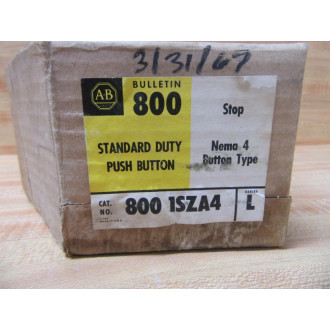 3/31/67
AB
BULLETIN
800
Stop
STANDARD DUTY
PUSH BUTTON
Nema 4
Button Type
CAT.
NO.
800 1SZA4
SERIES
L